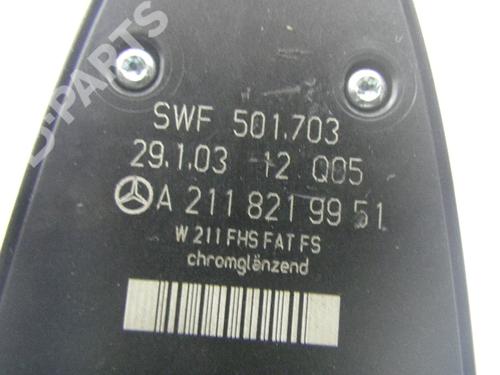 B-PARTS
SWF 501.703
29.1.03 12 Q05
A 211 821 99 51
W 211 FHS FAT FS
chromglänzend